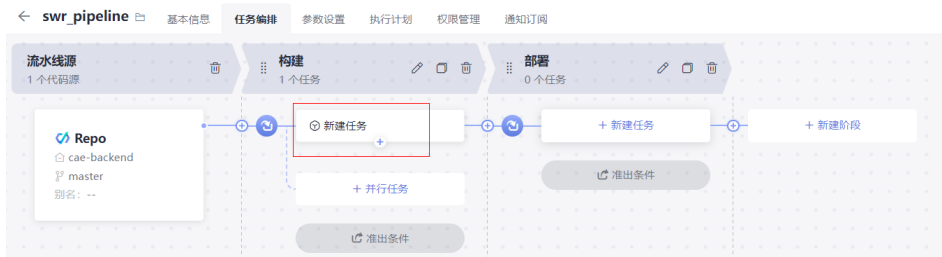 swr_pipeline 基本信息 任务编排 参数设置 执行计划 权限管理 通知订阅
流水线源 构建 部署
1 个代码源 1 个任务 0 个任务
新建任务 + 新建任务 + 新建阶段
Repo
cae-backend
master
别名: --
+ 并行任务
准出条件
准出条件